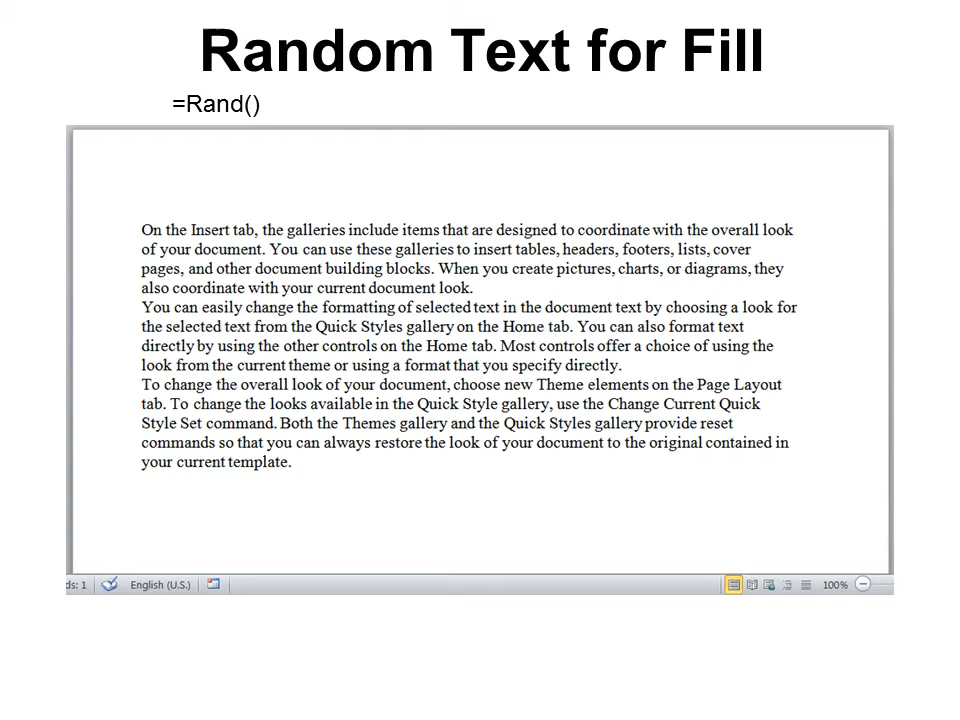 Random Text for Fill
=Rand()
On the Insert tab, the galleries include items that are designed to coordinate with the overall look
of your document. You can use these galleries to insert tables, headers, footers, lists, cover
pages, and other document building blocks. When you create pictures, charts, or diagrams, they
also coordinate with your current document look.
You can easily change the formatting of selected text in the document text by choosing a look for
the selected text from the Quick Styles gallery on the Home tab. You can also format text
directly by using the other controls on the Home tab. Most controls offer a choice of using the
look from the current theme or using a format that you specify directly.
To change the overall look of your document, choose new Theme elements on the Page Layout
tab. To change the looks available in the Quick Style gallery, use the Change Current Quick
Style Set command. Both the Themes gallery and the Quick Styles gallery provide reset
commands so that you can always restore the look of your document to the original contained in
your current template.
ds: 1 English (U.S.) 100%